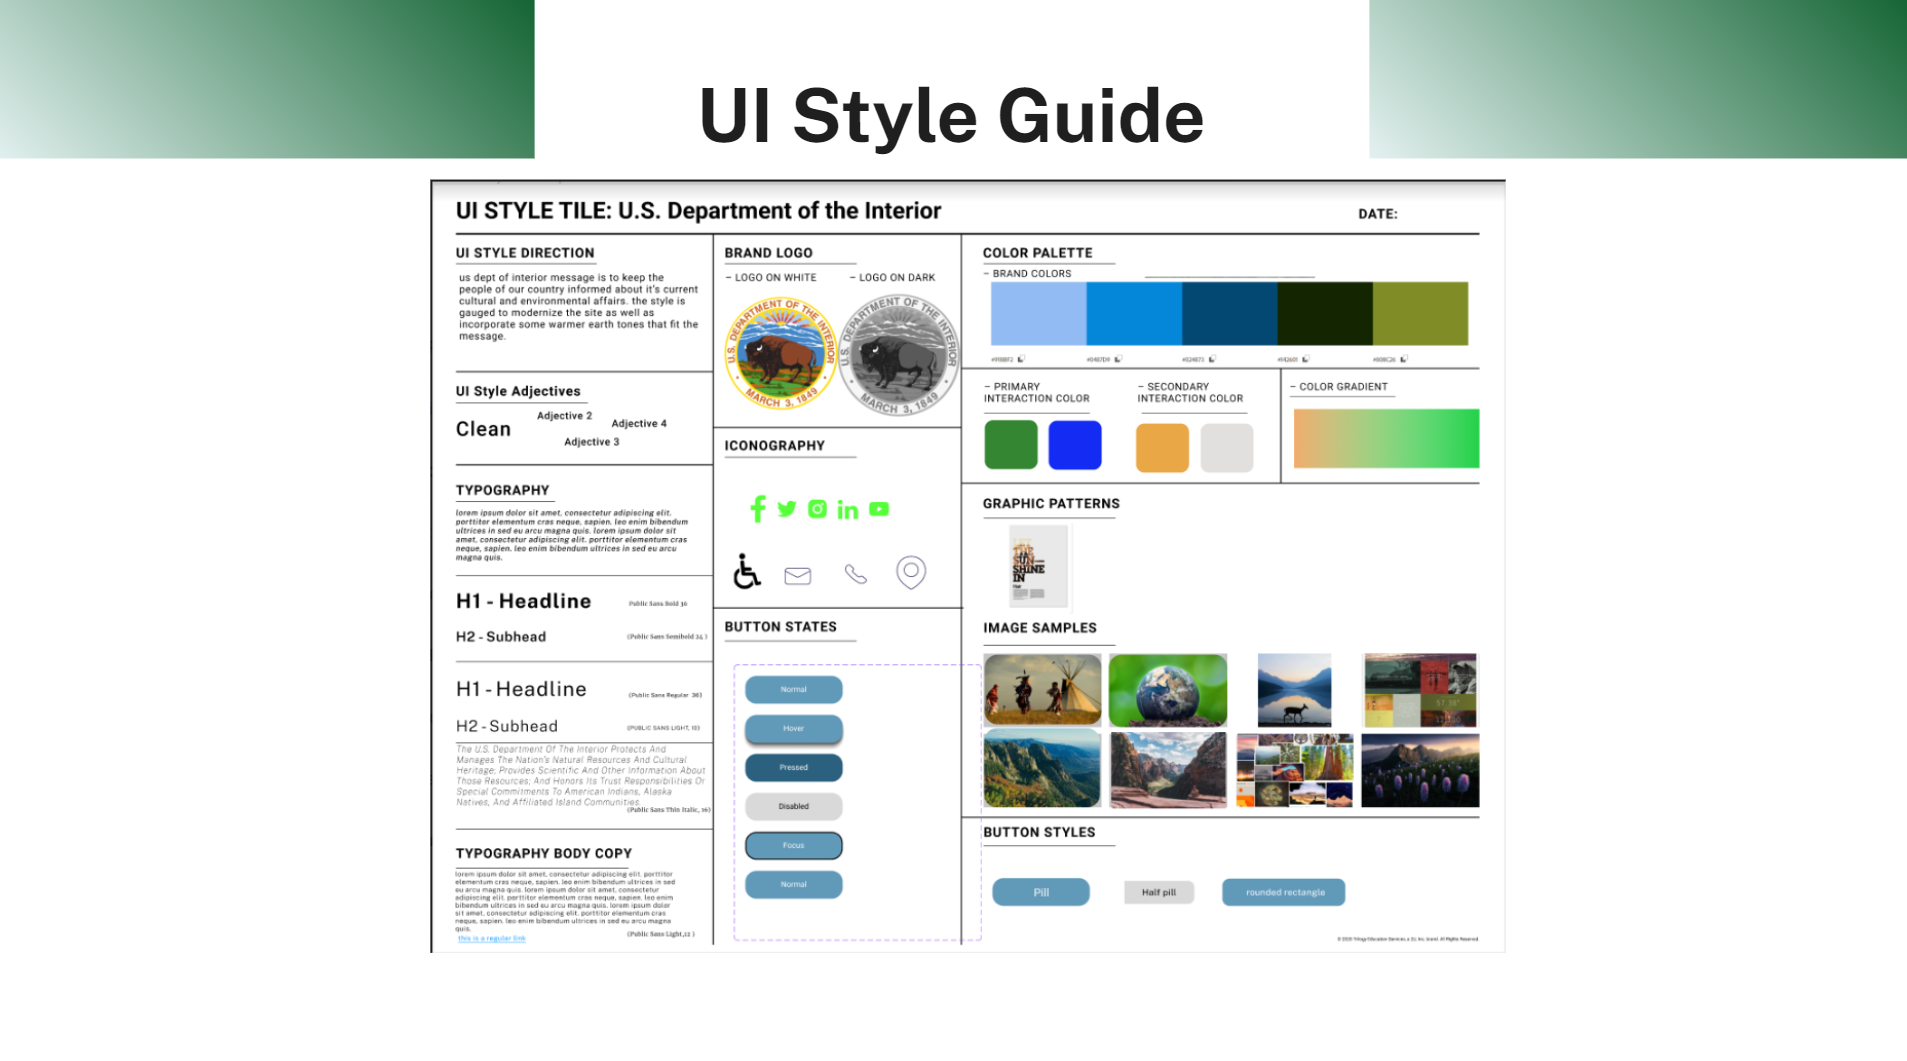 UI Style Guide
UI STYLE TILE: U.S. Department of the Interior
DATE:
UI STYLE DIRECTION
us dept of interior message is to keep the
people of our country informed about it's current
cultural and environmental affairs. the style is
gauged to modernize the site as well as
incorporate some warmer earth tones that fit the
message.
UI Style Adjectives
Clean
Adjective 2
Adjective 4
Adjective 3
TYPOGRAPHY
lorem ipsum dolor sit amet, consectetur adipiscing elit.
porttitor elementum cras neque, sapien. leo enim bibendum
ultrices in sed eu arcu magna quis. lorem ipsum dolor sit
amet, consectetur adipiscing elit. porttitor elementum cras
neque, sapien. leo enim bibendum ultrices in sed eu arcu
magna quis.
H1 - Headline
Public Sans Bold 36
H2 - Subhead
(Public Sans Semibold 24 )
H1 - Headline
(Public Sans Regular 36)
H2 - Subhead
(PUBLIC SANS LIGHT, 10)
The U.S. Department Of The Interior Protects And
Manages The Nation's Natural Resources And Cultural
Heritage; Provides Scientific And Other Information About
Those Resources; And Honors Its Trust Responsibilities Or
Special Commitments To American Indians, Alaska
Natives, And Affiliated Island Communities.
(Public Sans Thin Italic, 16)
TYPOGRAPHY BODY COPY
lorem ipsum dolor sit amet, consectetur adipiscing elit. porttitor
elementum cras neque, sapien. leo enim bibendum ultrices in sed
eu arcu magna quis. lorem ipsum dolor sit amet, consectetur
adipiscing elit. porttitor elementum cras neque, sapien. leo enim
bibendum ultrices in sed eu arcu magna quis. lorem ipsum dolor
sit amet, consectetur adipiscing elit. porttitor elementum cras
neque, sapien. leo enim bibendum ultrices in sed eu arcu magna
quis.
(Public Sans Light,12 )
this is a regular link
BRAND LOGO
– LOGO ON WHITE
– LOGO ON DARK
U.S. DEPARTMENT OF THE INTERIOR
MARCH 3, 1849
U.S. DEPARTMENT OF THE INTERIOR
MARCH 3, 1849
ICONOGRAPHY
BUTTON STATES
Normal
Hover
Pressed
Disabled
Focus
Normal
COLOR PALETTE
– BRAND COLORS
#0487D9
#024873
#142601
– PRIMARY
INTERACTION COLOR
– SECONDARY
INTERACTION COLOR
– COLOR GRADIENT
GRAPHIC PATTERNS
SUN
SHINE
IN
IMAGE SAMPLES
BUTTON STYLES
Pill
Half pill
rounded rectangle
All Rights Reserved.